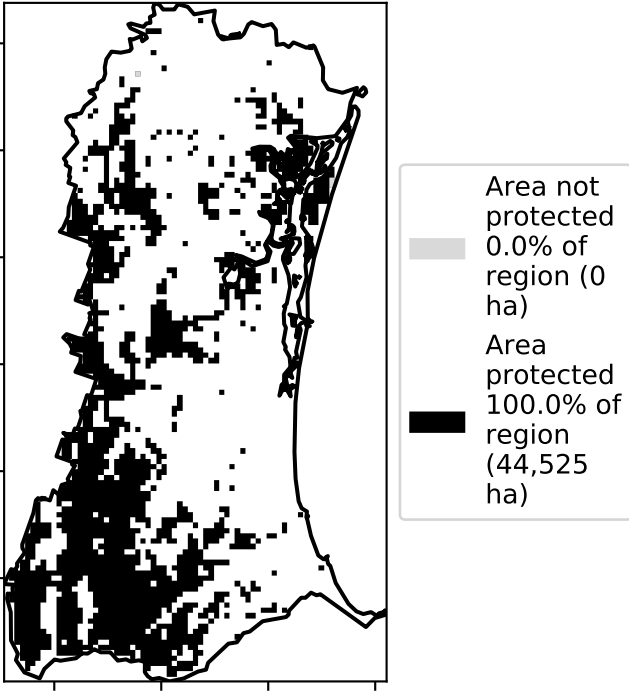 Area not
protected
0.0% of
region (0
ha)
Area
protected
100.0% of
region
(44,525
ha)